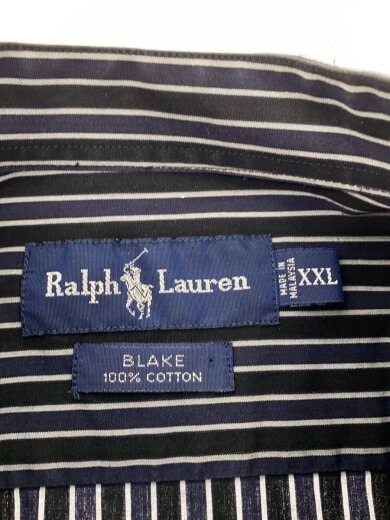 Ralph Lauren
MADE IN
MALAYSIA
XXL
BLAKE
100% COTTON